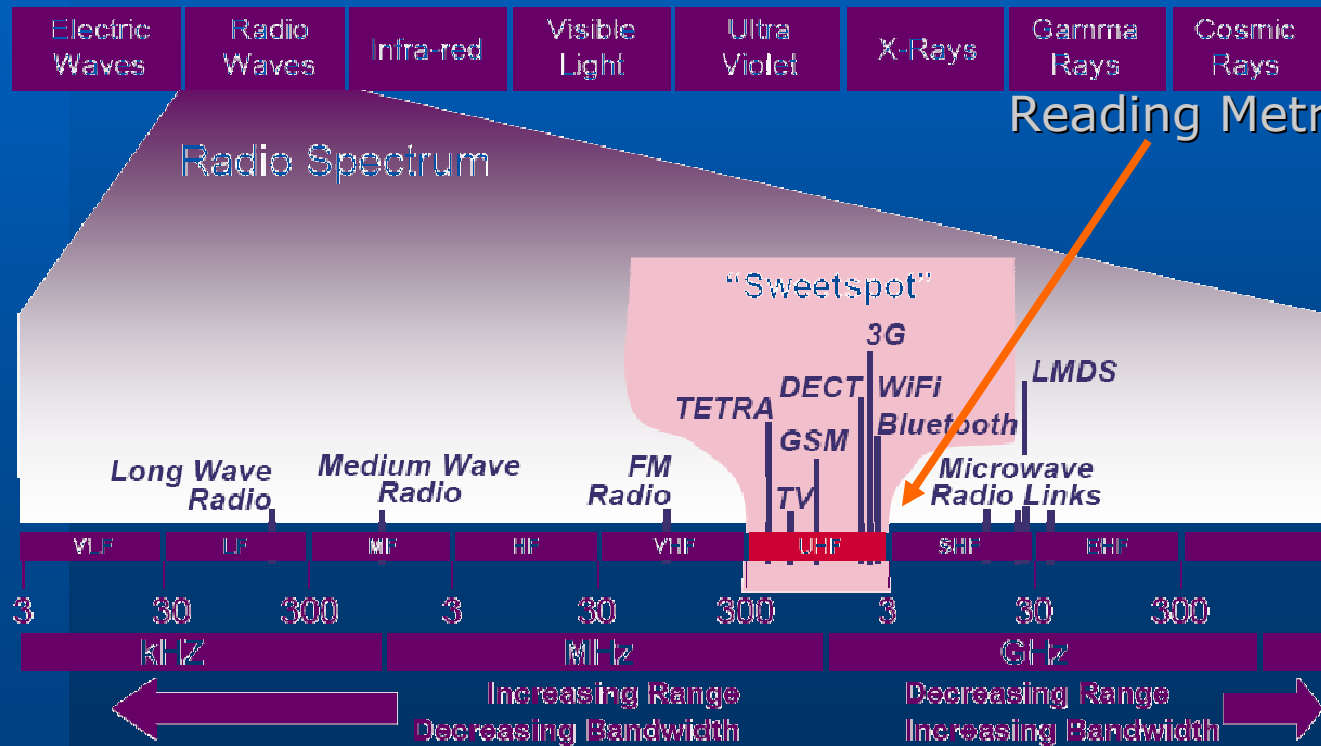 Electric Waves
Radio Waves
Infra-red
Visible Light
Ultra Violet
X-Rays
Gamma Rays
Cosmic Rays
Reading Metr
Radio Spectrum
“Sweetspot”
3G
DECT WiFi
LMDS
TETRA
Bluetooth
GSM
Long Wave Radio
Medium Wave Radio
FM Radio
TV
Microwave Radio Links
VLF LF MF HF VHF UHF SHF EHF
3 30 300 3 30 300 3 30 300
KHZ MHz GHz
Increasing Range
Decreasing Bandwidth
Decreasing Range
Increasing Bandwidth